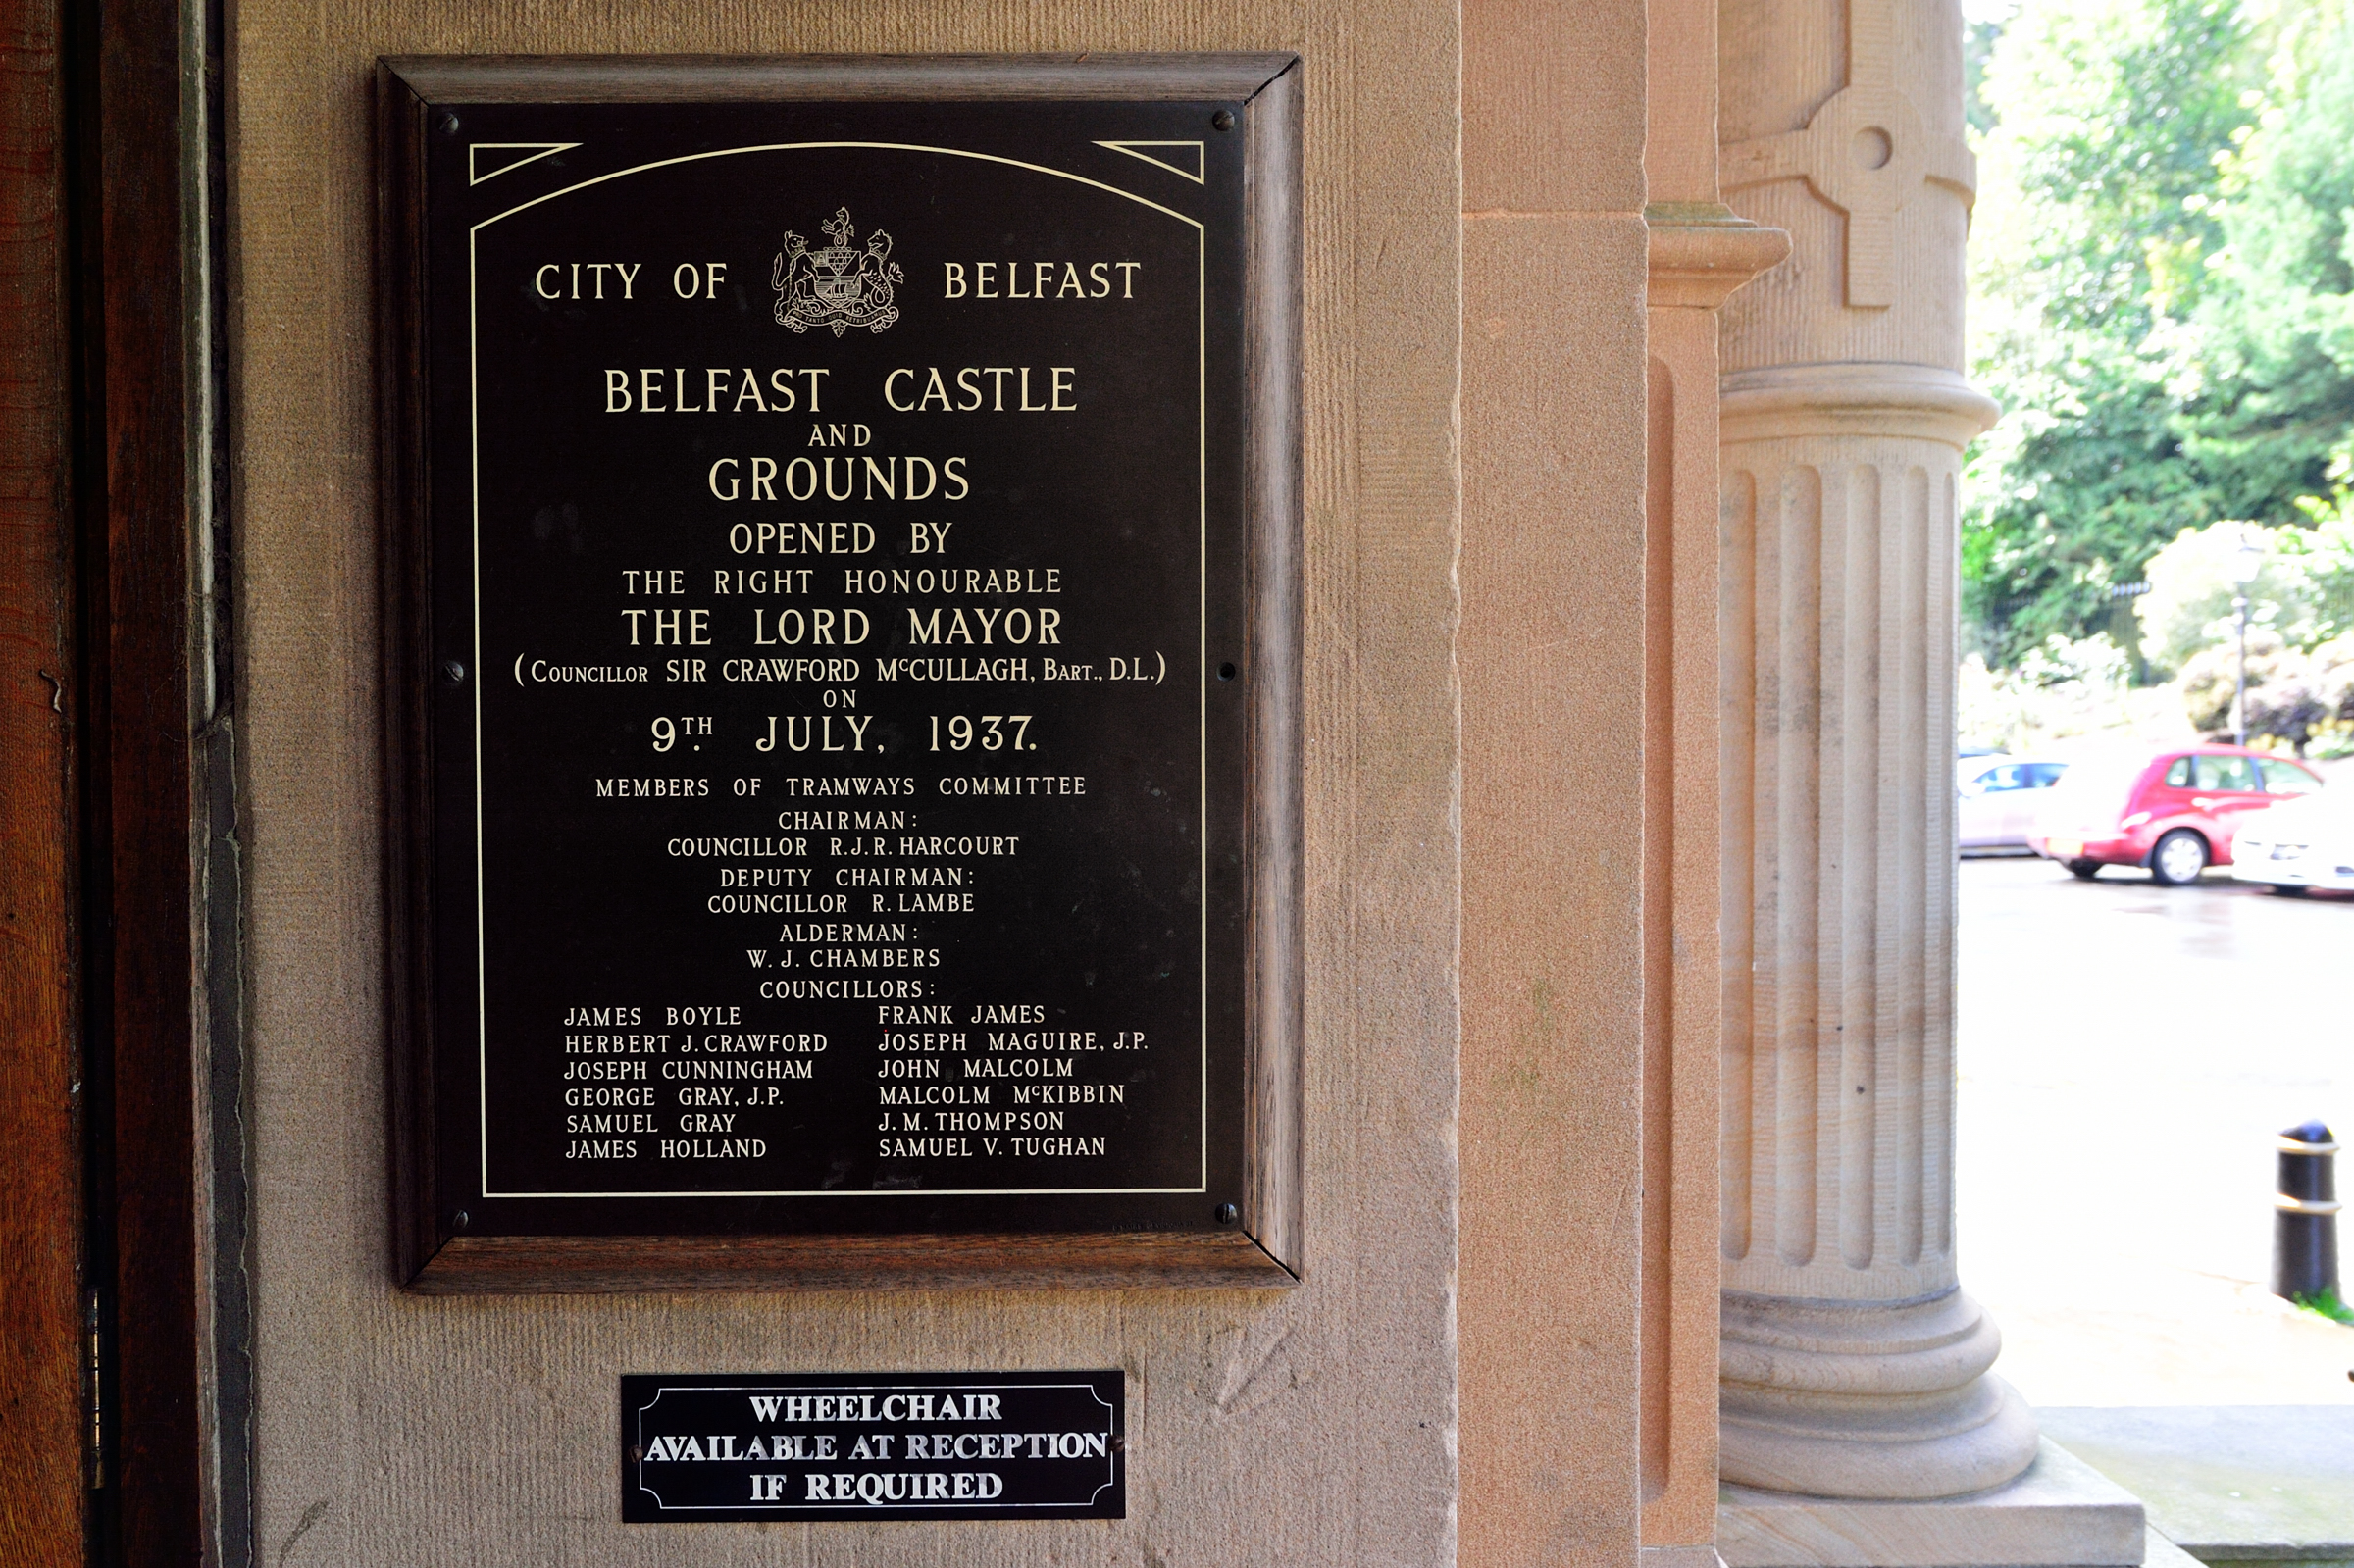 CITY OF BELFAST
BELFAST CASTLE
AND
GROUNDS
OPENED BY
THE RIGHT HONOURABLE
THE LORD MAYOR
(COUNCILLOR SIR CRAWFORD McCULLAGH, BART., D.L.)
ON
9TH. JULY, 1937.
MEMBERS OF TRAMWAYS COMMITTEE
CHAIRMAN:
COUNCILLOR R.J.R. HARCOURT
DEPUTY CHAIRMAN:
COUNCILLOR R. LAMBE
ALDERMAN:
W. J. CHAMBERS
COUNCILLORS:
JAMES BOYLE FRANK JAMES
HERBERT J. CRAWFORD JOSEPH MAGUIRE, J.P.
JOSEPH CUNNINGHAM JOHN MALCOLM
GEORGE GRAY, J.P. MALCOLM McKIBBIN
SAMUEL GRAY J. M. THOMPSON
JAMES HOLLAND SAMUEL V. TUGHAN
WHEELCHAIR
AVAILABLE AT RECEPTION
IF REQUIRED